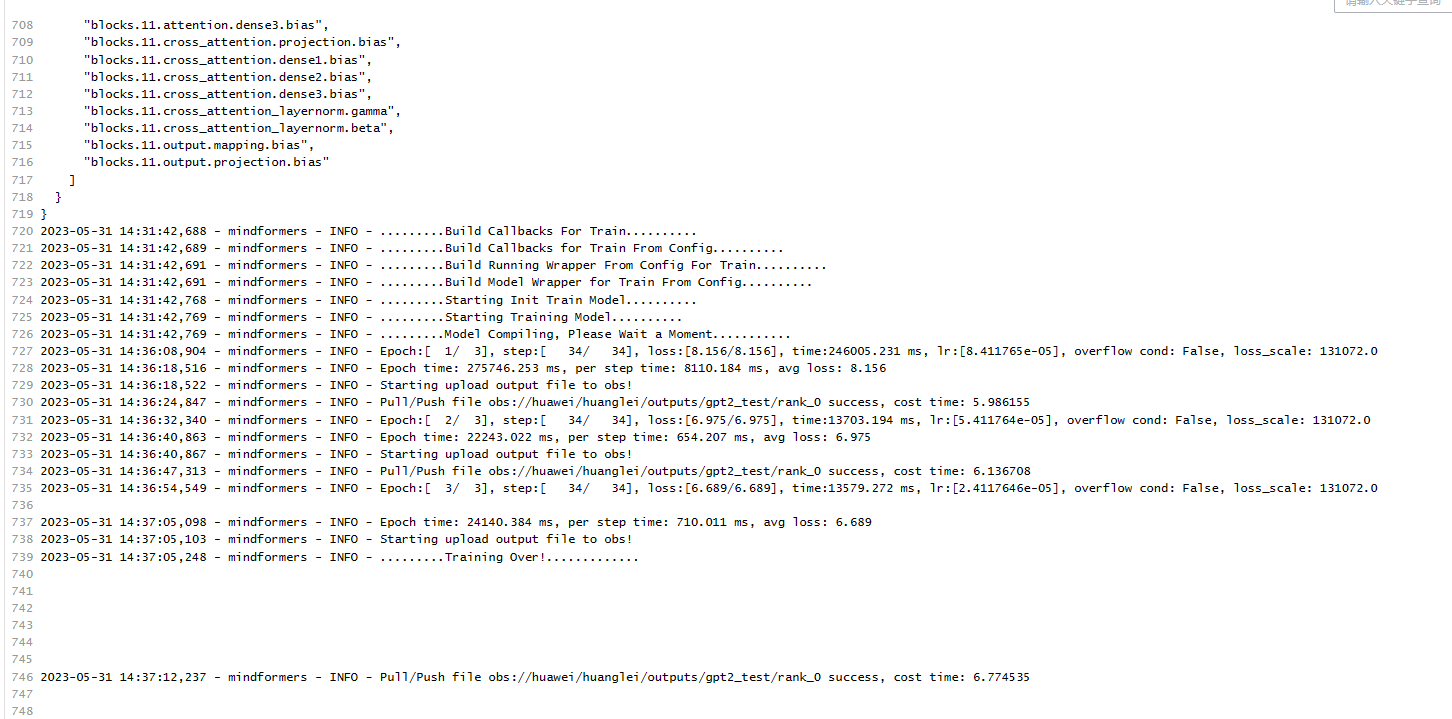 请输入关键字查询
708 "blocks.11.attention.dense3.bias",
709 "blocks.11.cross_attention.projection.bias",
710 "blocks.11.cross_attention.dense1.bias",
711 "blocks.11.cross_attention.dense2.bias",
712 "blocks.11.cross_attention.dense3.bias",
713 "blocks.11.cross_attention_layernorm.gamma",
714 "blocks.11.cross_attention_layernorm.beta",
715 "blocks.11.output.mapping.bias",
716 "blocks.11.output.projection.bias"
717 ]
718 }
719 }
720 2023-05-31 14:31:42,688 - mindformers - INFO - .........Build Callbacks For Train..........
721 2023-05-31 14:31:42,689 - mindformers - INFO - .........Build Callbacks for Train From Config..........
722 2023-05-31 14:31:42,691 - mindformers - INFO - .........Build Running Wrapper From Config For Train..........
723 2023-05-31 14:31:42,691 - mindformers - INFO - .........Build Model Wrapper for Train From Config..........
724 2023-05-31 14:31:42,768 - mindformers - INFO - .........Starting Init Train Model..........
725 2023-05-31 14:31:42,769 - mindformers - INFO - .........Starting Training Model..........
726 2023-05-31 14:31:42,769 - mindformers - INFO - .........Model Compiling, Please Wait a Moment...........
727 2023-05-31 14:36:08,904 - mindformers - INFO - Epoch:[  1/  3], step:[   34/   34], loss:[8.156/8.156], time:246005.231 ms, lr:[8.411765e-05], overflow cond: False, loss_scale: 131072.0
728 2023-05-31 14:36:18,516 - mindformers - INFO - Epoch time: 275746.253 ms, per step time: 8110.184 ms, avg loss: 8.156
729 2023-05-31 14:36:18,522 - mindformers - INFO - Starting upload output file to obs!
730 2023-05-31 14:36:24,847 - mindformers - INFO - Pull/Push file obs://huawei/huanglei/outputs/gpt2_test/rank_0 success, cost time: 5.986155
731 2023-05-31 14:36:32,340 - mindformers - INFO - Epoch:[  2/  3], step:[   34/   34], loss:[6.975/6.975], time:13703.194 ms, lr:[5.411764e-05], overflow cond: False, loss_scale: 131072.0
732 2023-05-31 14:36:40,863 - mindformers - INFO - Epoch time: 22243.022 ms, per step time: 654.207 ms, avg loss: 6.975
733 2023-05-31 14:36:40,867 - mindformers - INFO - Starting upload output file to obs!
734 2023-05-31 14:36:47,313 - mindformers - INFO - Pull/Push file obs://huawei/huanglei/outputs/gpt2_test/rank_0 success, cost time: 6.136708
735 2023-05-31 14:36:54,549 - mindformers - INFO - Epoch:[  3/  3], step:[   34/   34], loss:[6.689/6.689], time:13579.272 ms, lr:[2.4117646e-05], overflow cond: False, loss_scale: 131072.0
736
737 2023-05-31 14:37:05,098 - mindformers - INFO - Epoch time: 24140.384 ms, per step time: 710.011 ms, avg loss: 6.689
738 2023-05-31 14:37:05,103 - mindformers - INFO - Starting upload output file to obs!
739 2023-05-31 14:37:05,248 - mindformers - INFO - .........Training Over!.............
740
741
742
743
744
745
746 2023-05-31 14:37:12,237 - mindformers - INFO - Pull/Push file obs://huawei/huanglei/outputs/gpt2_test/rank_0 success, cost time: 6.774535
747
748